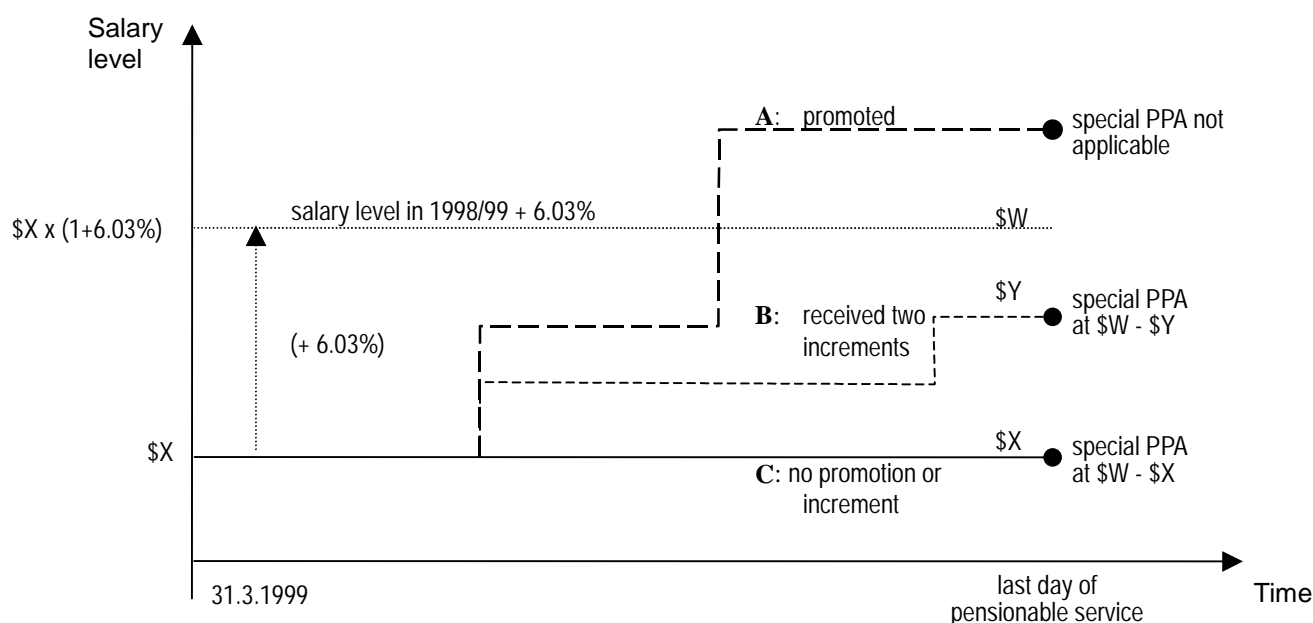 Salary
level
A: promoted
special PPA not
applicable
salary level in 1998/99 + 6.03%
$W
$X x (1+6.03%)
$Y
special PPA
at $W - $Y
B: received two
increments
(+ 6.03%)
$X
$X
special PPA
at $W - $X
C: no promotion or
increment
31.3.1999
last day of
pensionable service
Time